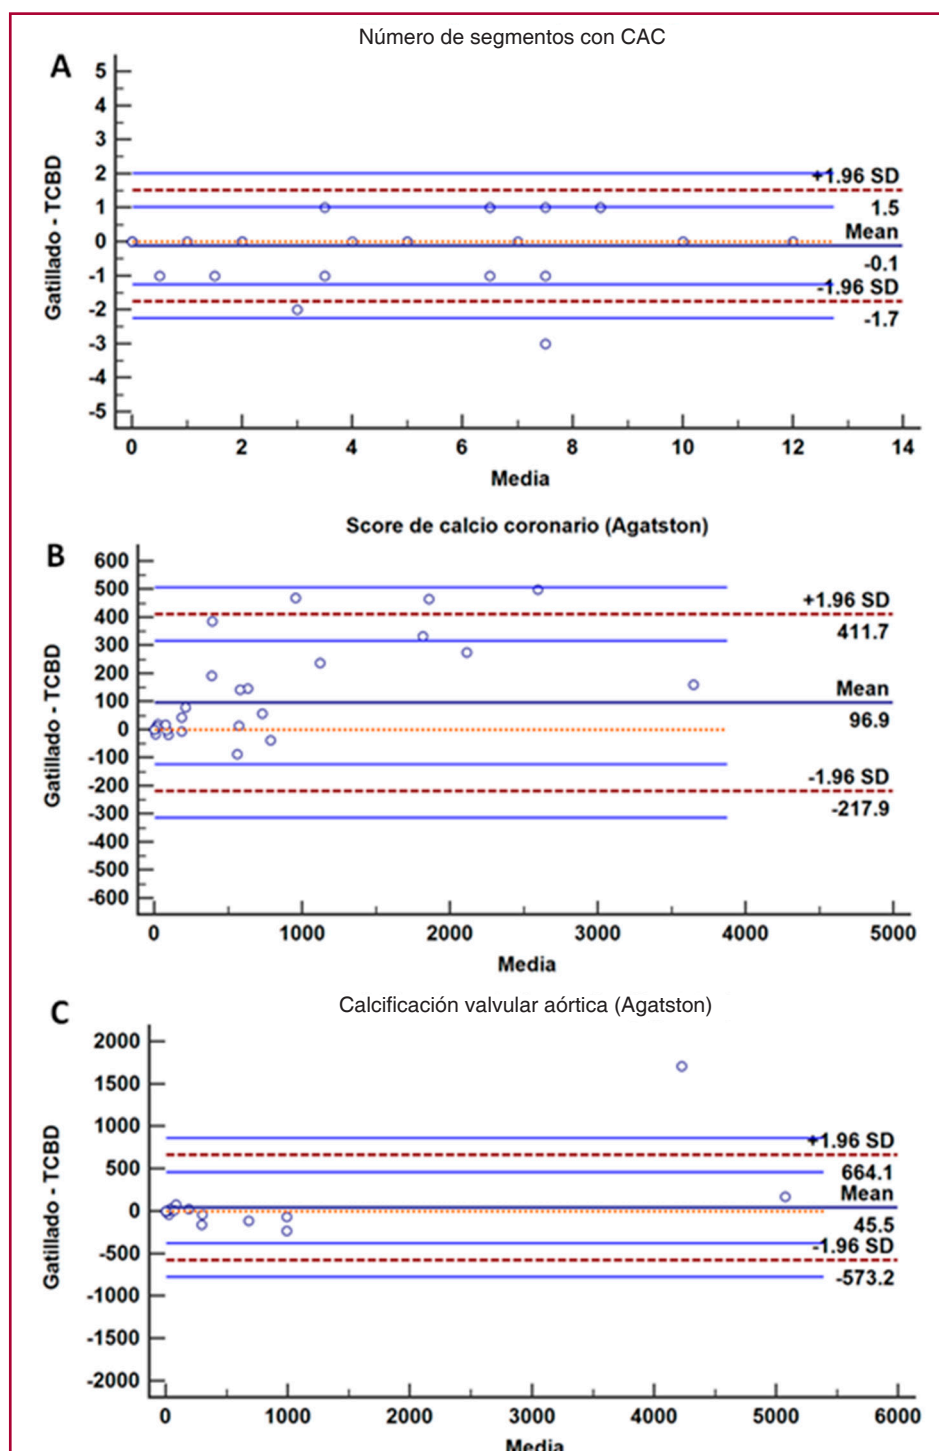 Número de segmentos con CAC
A
5
4
3
2
1
0
-1
-2
-3
-4
-5
Gatillado - TCBD
+1.96 SD
1.5
Mean
-0.1
-1.96 SD
-1.7
0 2 4 6 8 10 12 14
Media
Score de calcio coronario (Agatston)
B
600
500
400
300
200
100
0
-100
-200
-300
-400
-500
-600
Gatillado - TCBD
+1.96 SD
411.7
Mean
96.9
-1.96 SD
-217.9
0 1000 2000 3000 4000 5000
Media
Calcificación valvular aórtica (Agatston)
C
2000
1500
1000
500
0
-500
-1000
-1500
-2000
Gatillado - TCBD
+1.96 SD
664.1
Mean
45.5
-1.96 SD
-573.2
0 1000 2000 3000 4000 5000 6000
Media